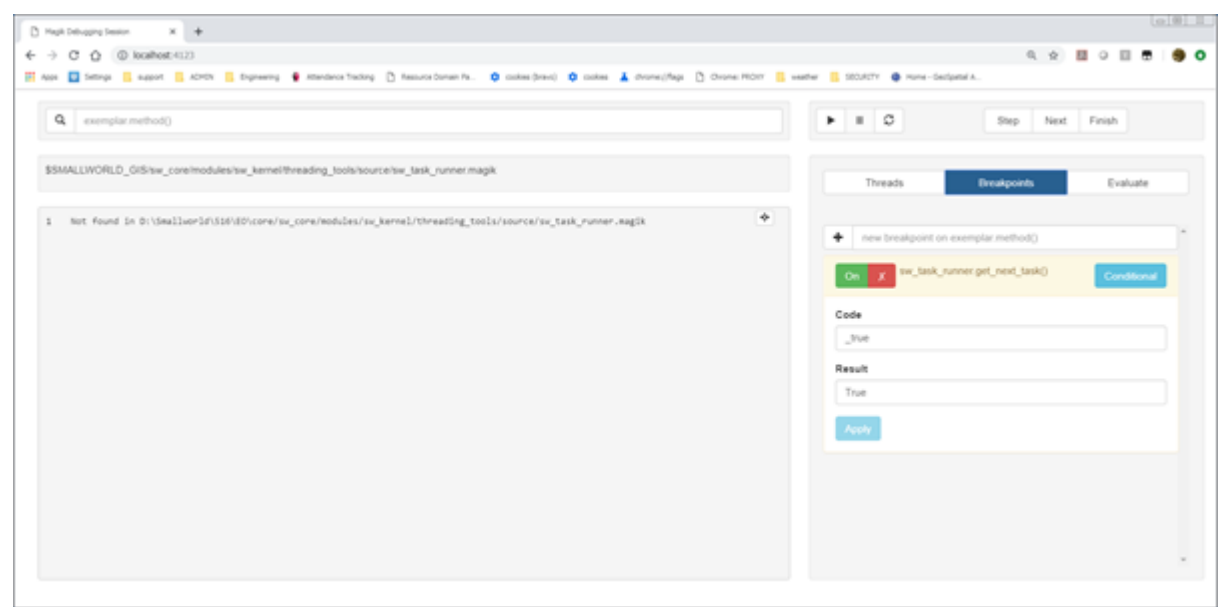 Magik Debugging Session
localhost:4123
Apps Settings support ADMIN Engineering Attendance Tracking Resource Domain Pa... cookies (bravo) cookies chrome://flags Chrome: PROXY weather SECURITY Home - GeoSpatial A...
exemplar.method()
Step Next Finish
$SMALLWORLD_GIS/sw_core/modules/sw_kernel/threading_tools/source/sw_task_runner.magik
Threads Breakpoints Evaluate
1 Not found in D:\Smallworld\516\EO\core/sw_core/modules/sw_kernel/threading_tools/source/sw_task_runner.magik
new breakpoint on exemplar.method()
On X sw_task_runner.get_next_task() Conditional
Code
_true
Result
True
Apply